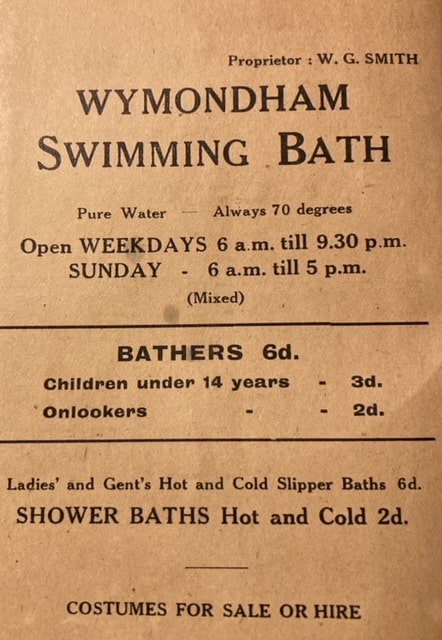 Proprietor : W. G. SMITH
WYMONDHAM
SWIMMING BATH
Pure Water — Always 70 degrees
Open WEEKDAYS 6 a.m. till 9.30 p.m.
SUNDAY - 6 a.m. till 5 p.m.
(Mixed)
BATHERS 6d.
Children under 14 years - 3d.
Onlookers - - 2d.
Ladies' and Gent's Hot and Cold Slipper Baths 6d.
SHOWER BATHS Hot and Cold 2d.
COSTUMES FOR SALE OR HIRE